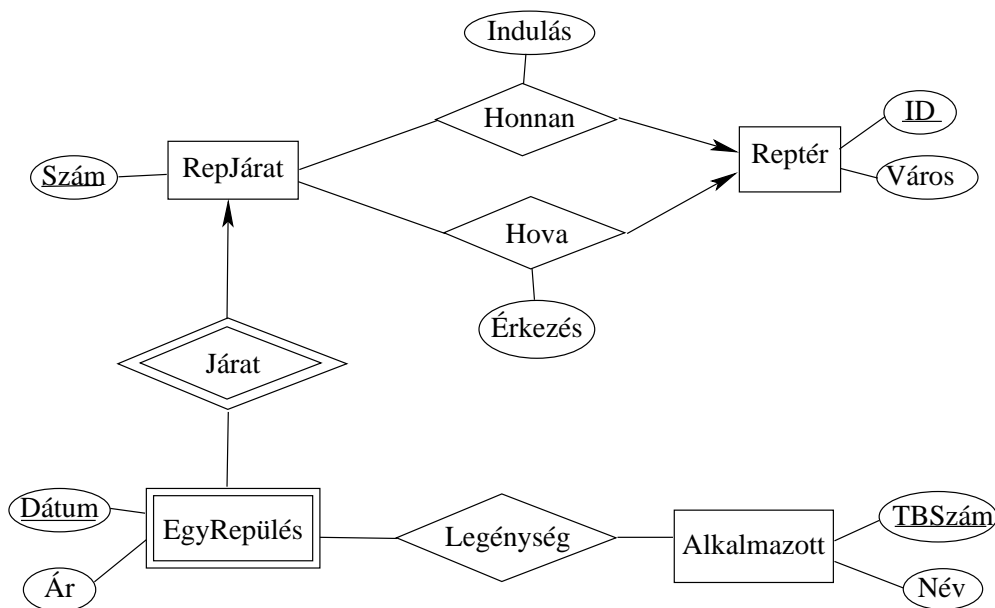 Indulás
Honnan
ID
Reptér
RepJárat
Szám
Város
Hova
Érkezés
Járat
Dátum
TBSzám
EgyRepülés
Legénység
Alkalmazott
Ár
Név